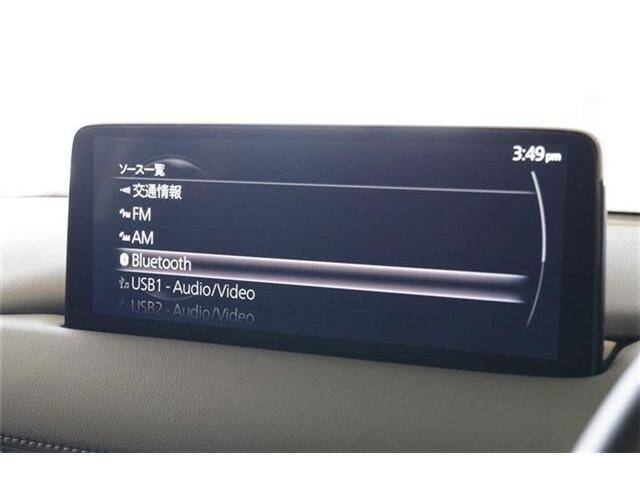 3:49pm
ソース一覧
交通情報
FM
AM
Bluetooth
USB1 - Audio/Video
USB2 - Audio/Video